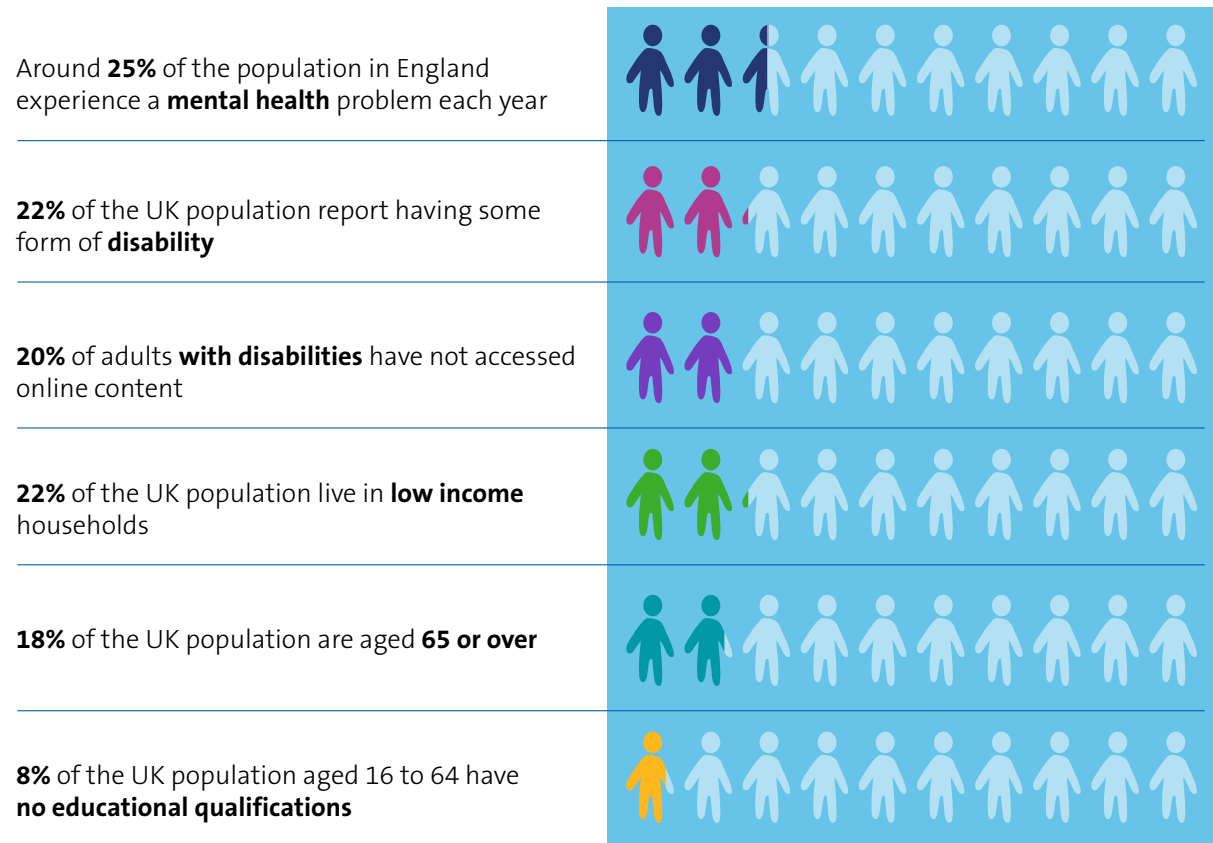 Around 25% of the population in England
experience a mental health problem each year
22% of the UK population report having some
form of disability
20% of adults with disabilities have not accessed
online content
22% of the UK population live in low income
households
18% of the UK population are aged 65 or over
8% of the UK population aged 16 to 64 have
no educational qualifications